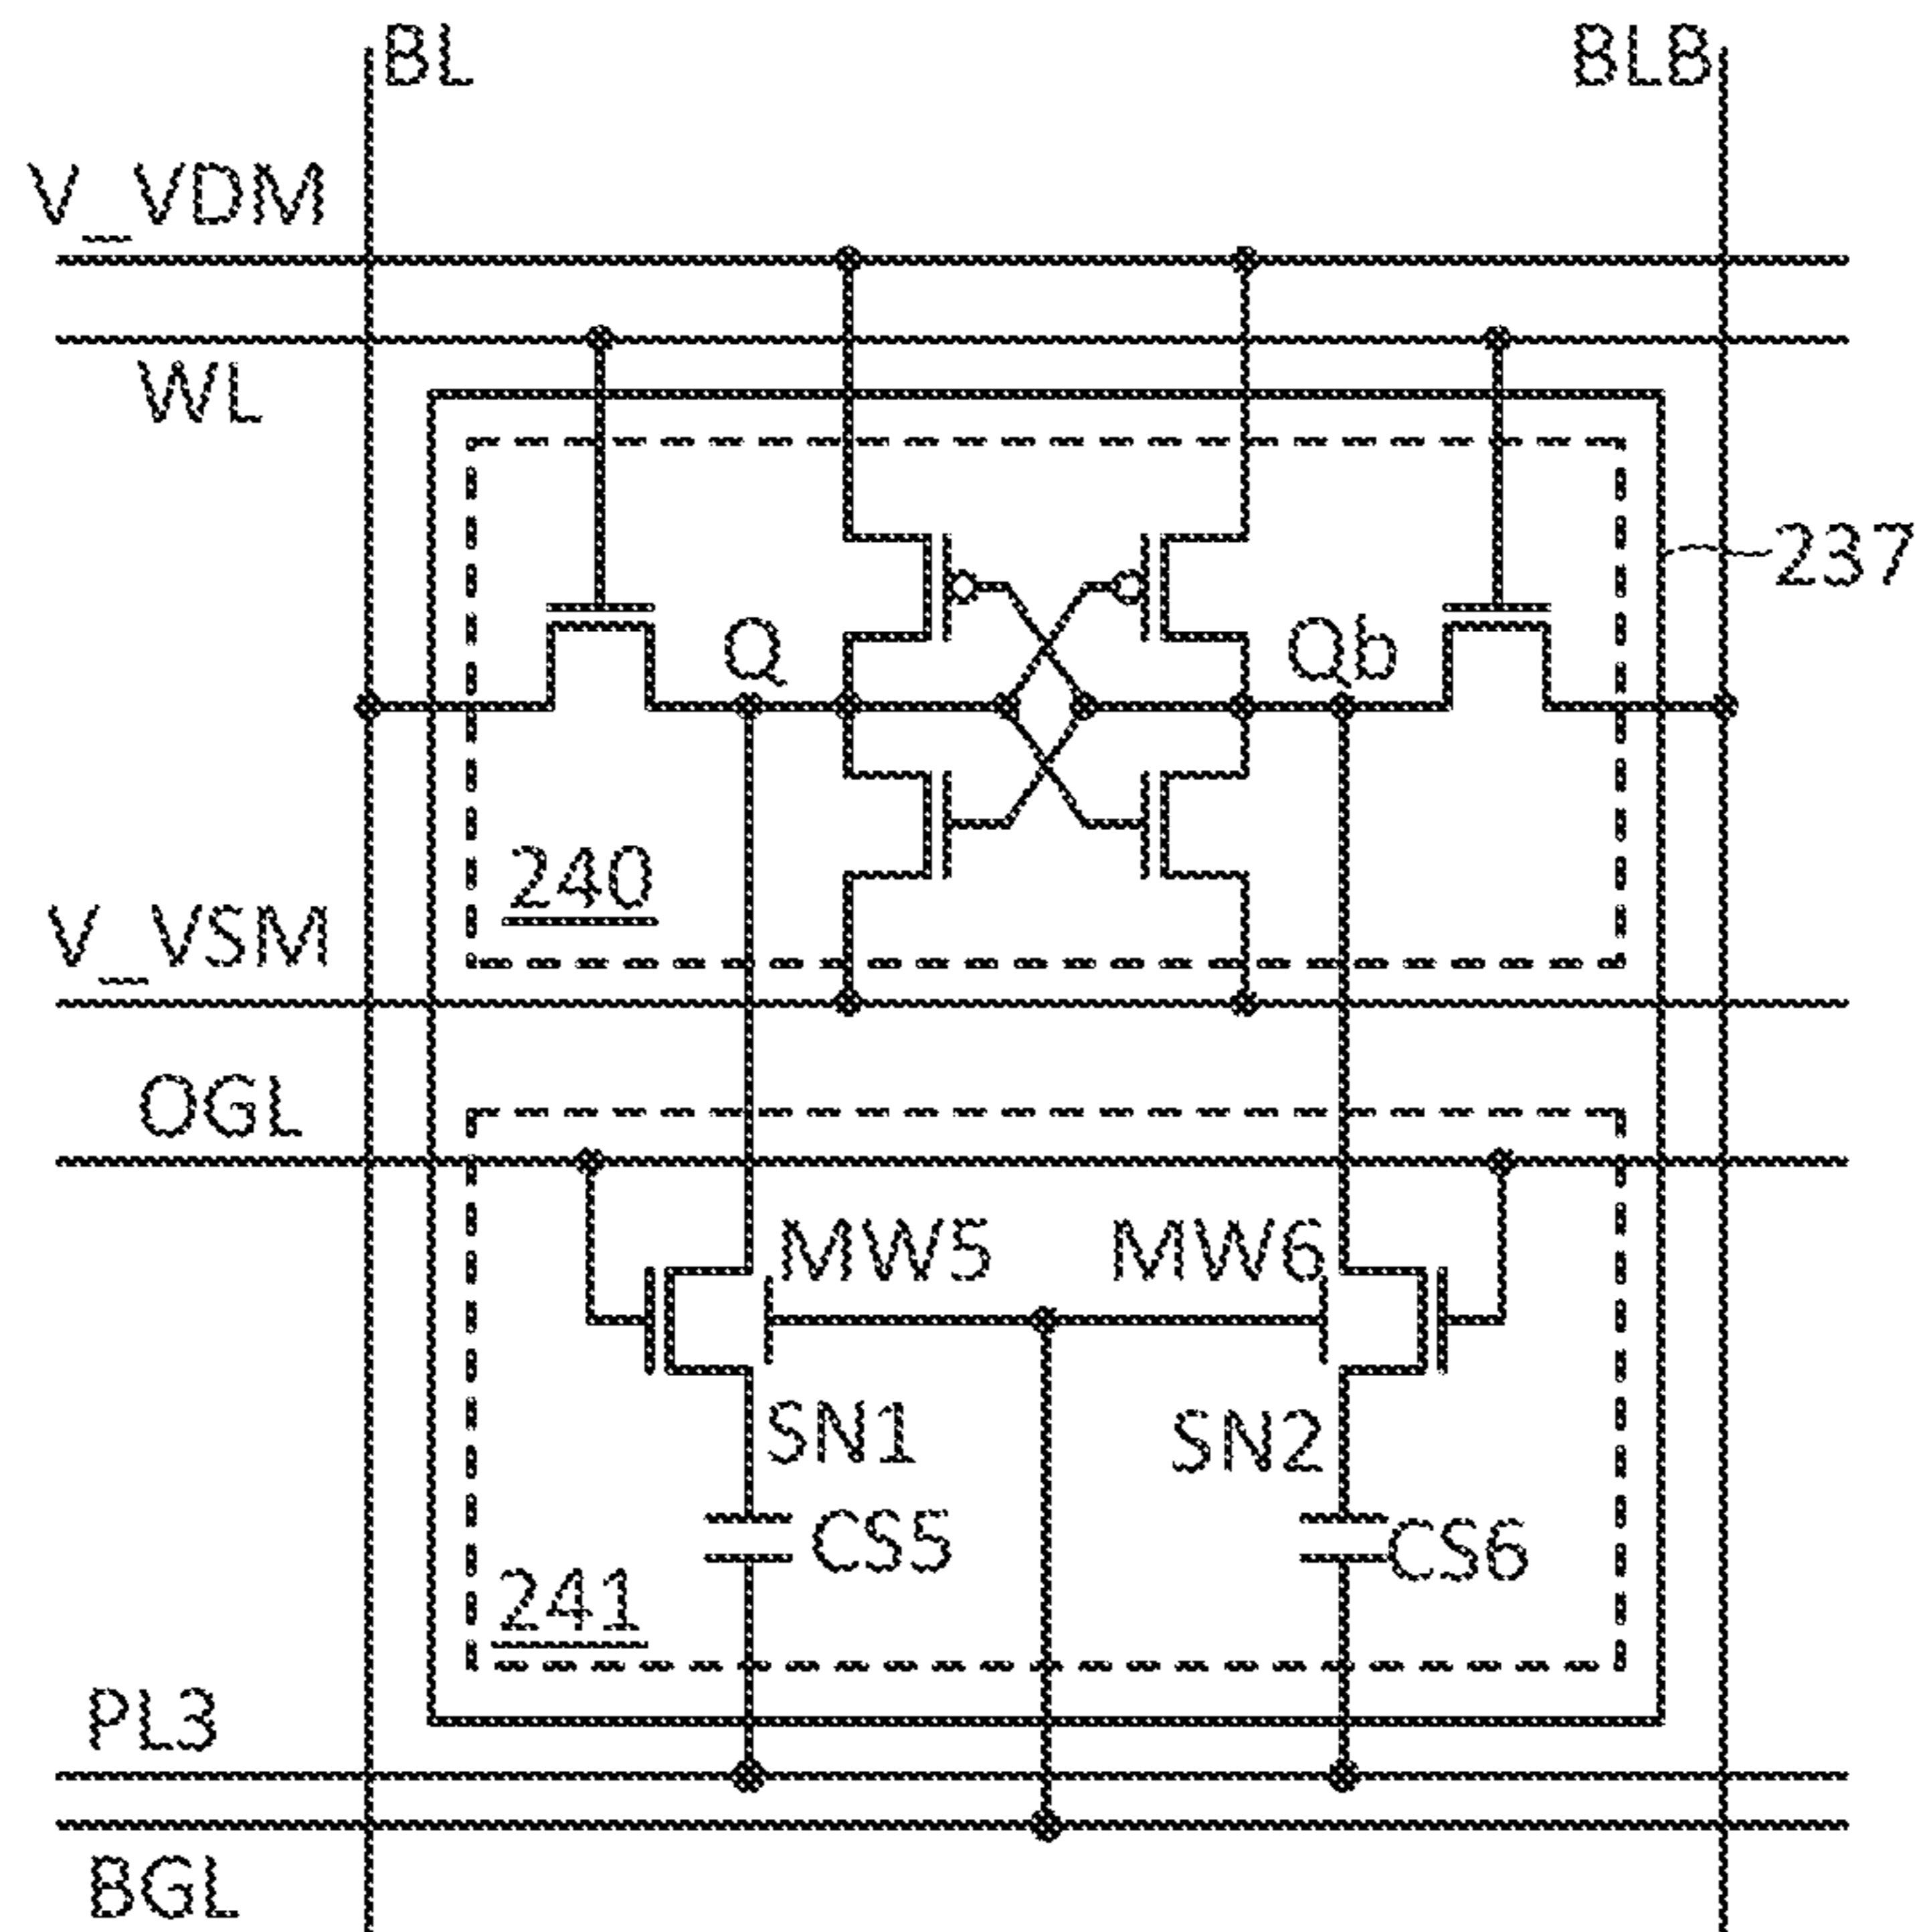 BL
BLB
V_VDM
WL
237
Q
Qb
240
V_VSM
OGL
MW5
MW6
SN1
SN2
CS5
CS6
241
PL3
BGL